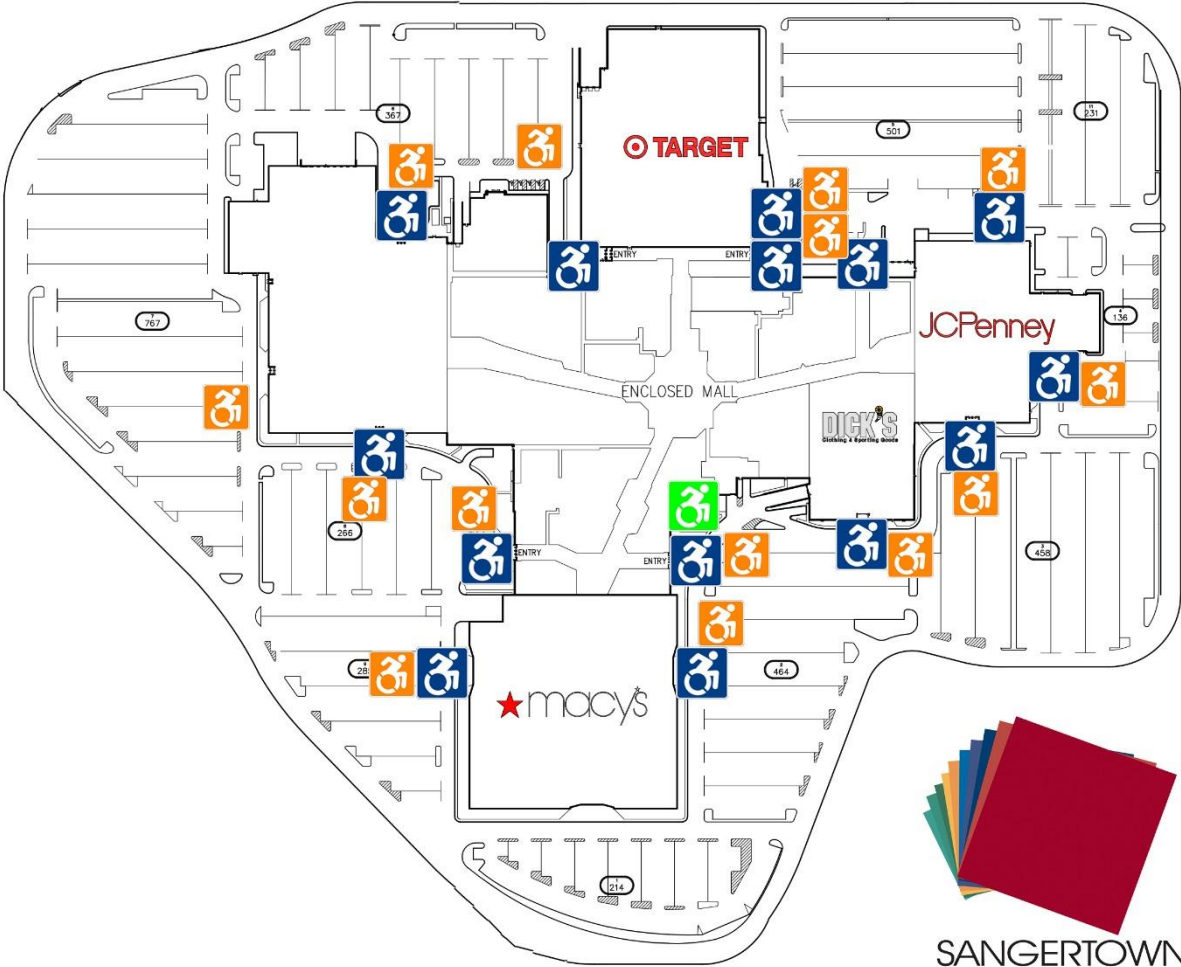 367
231
TARGET
501
ENTRY
ENTRY
767
136
JCPenney
ENCLOSED MALL
DICK'S
Clothing & Sporting Goods
266
ENTRY
ENTRY
458
464
macy's
214
SANGERTOWN